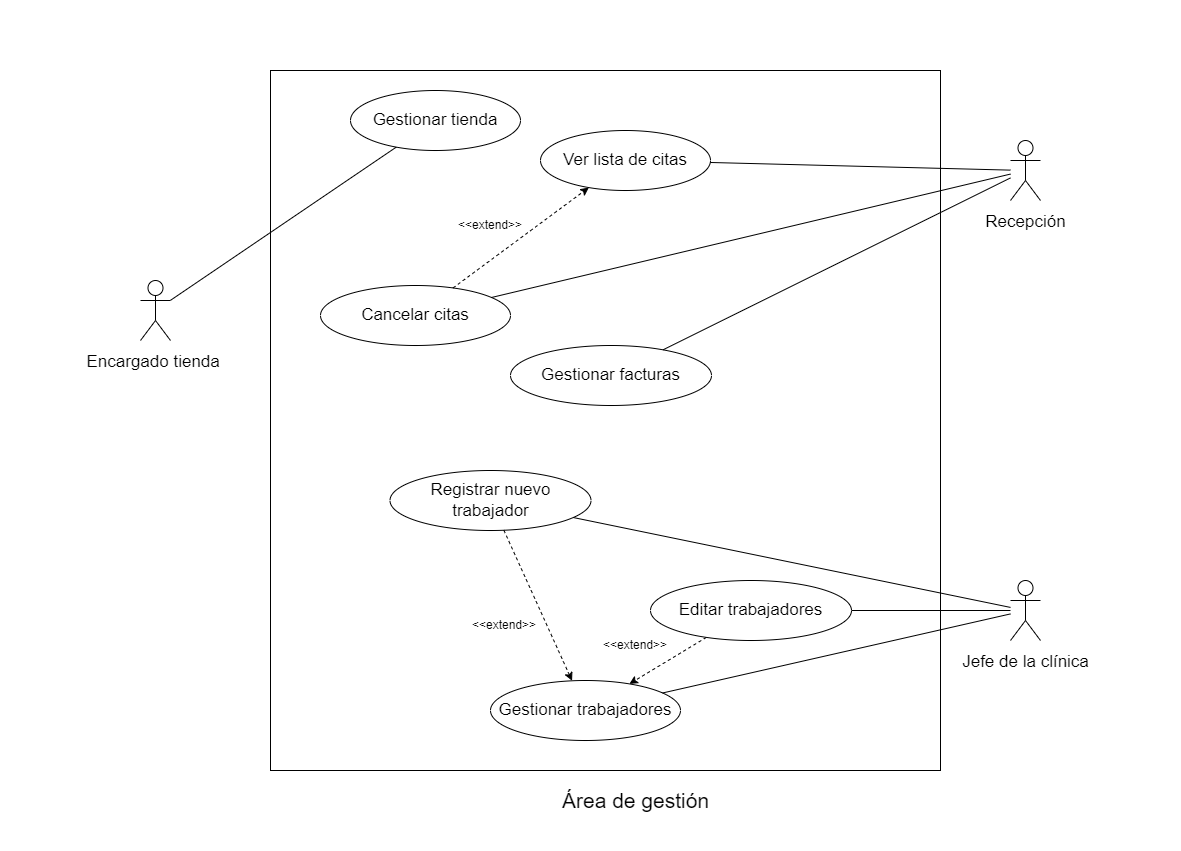 Gestionar tienda
Ver lista de citas
<<extend>>
Recepción
Cancelar citas
Encargado tienda
Gestionar facturas
Registrar nuevo
trabajador
Editar trabajadores
<<extend>>
<<extend>>
Jefe de la clínica
Gestionar trabajadores
Área de gestión